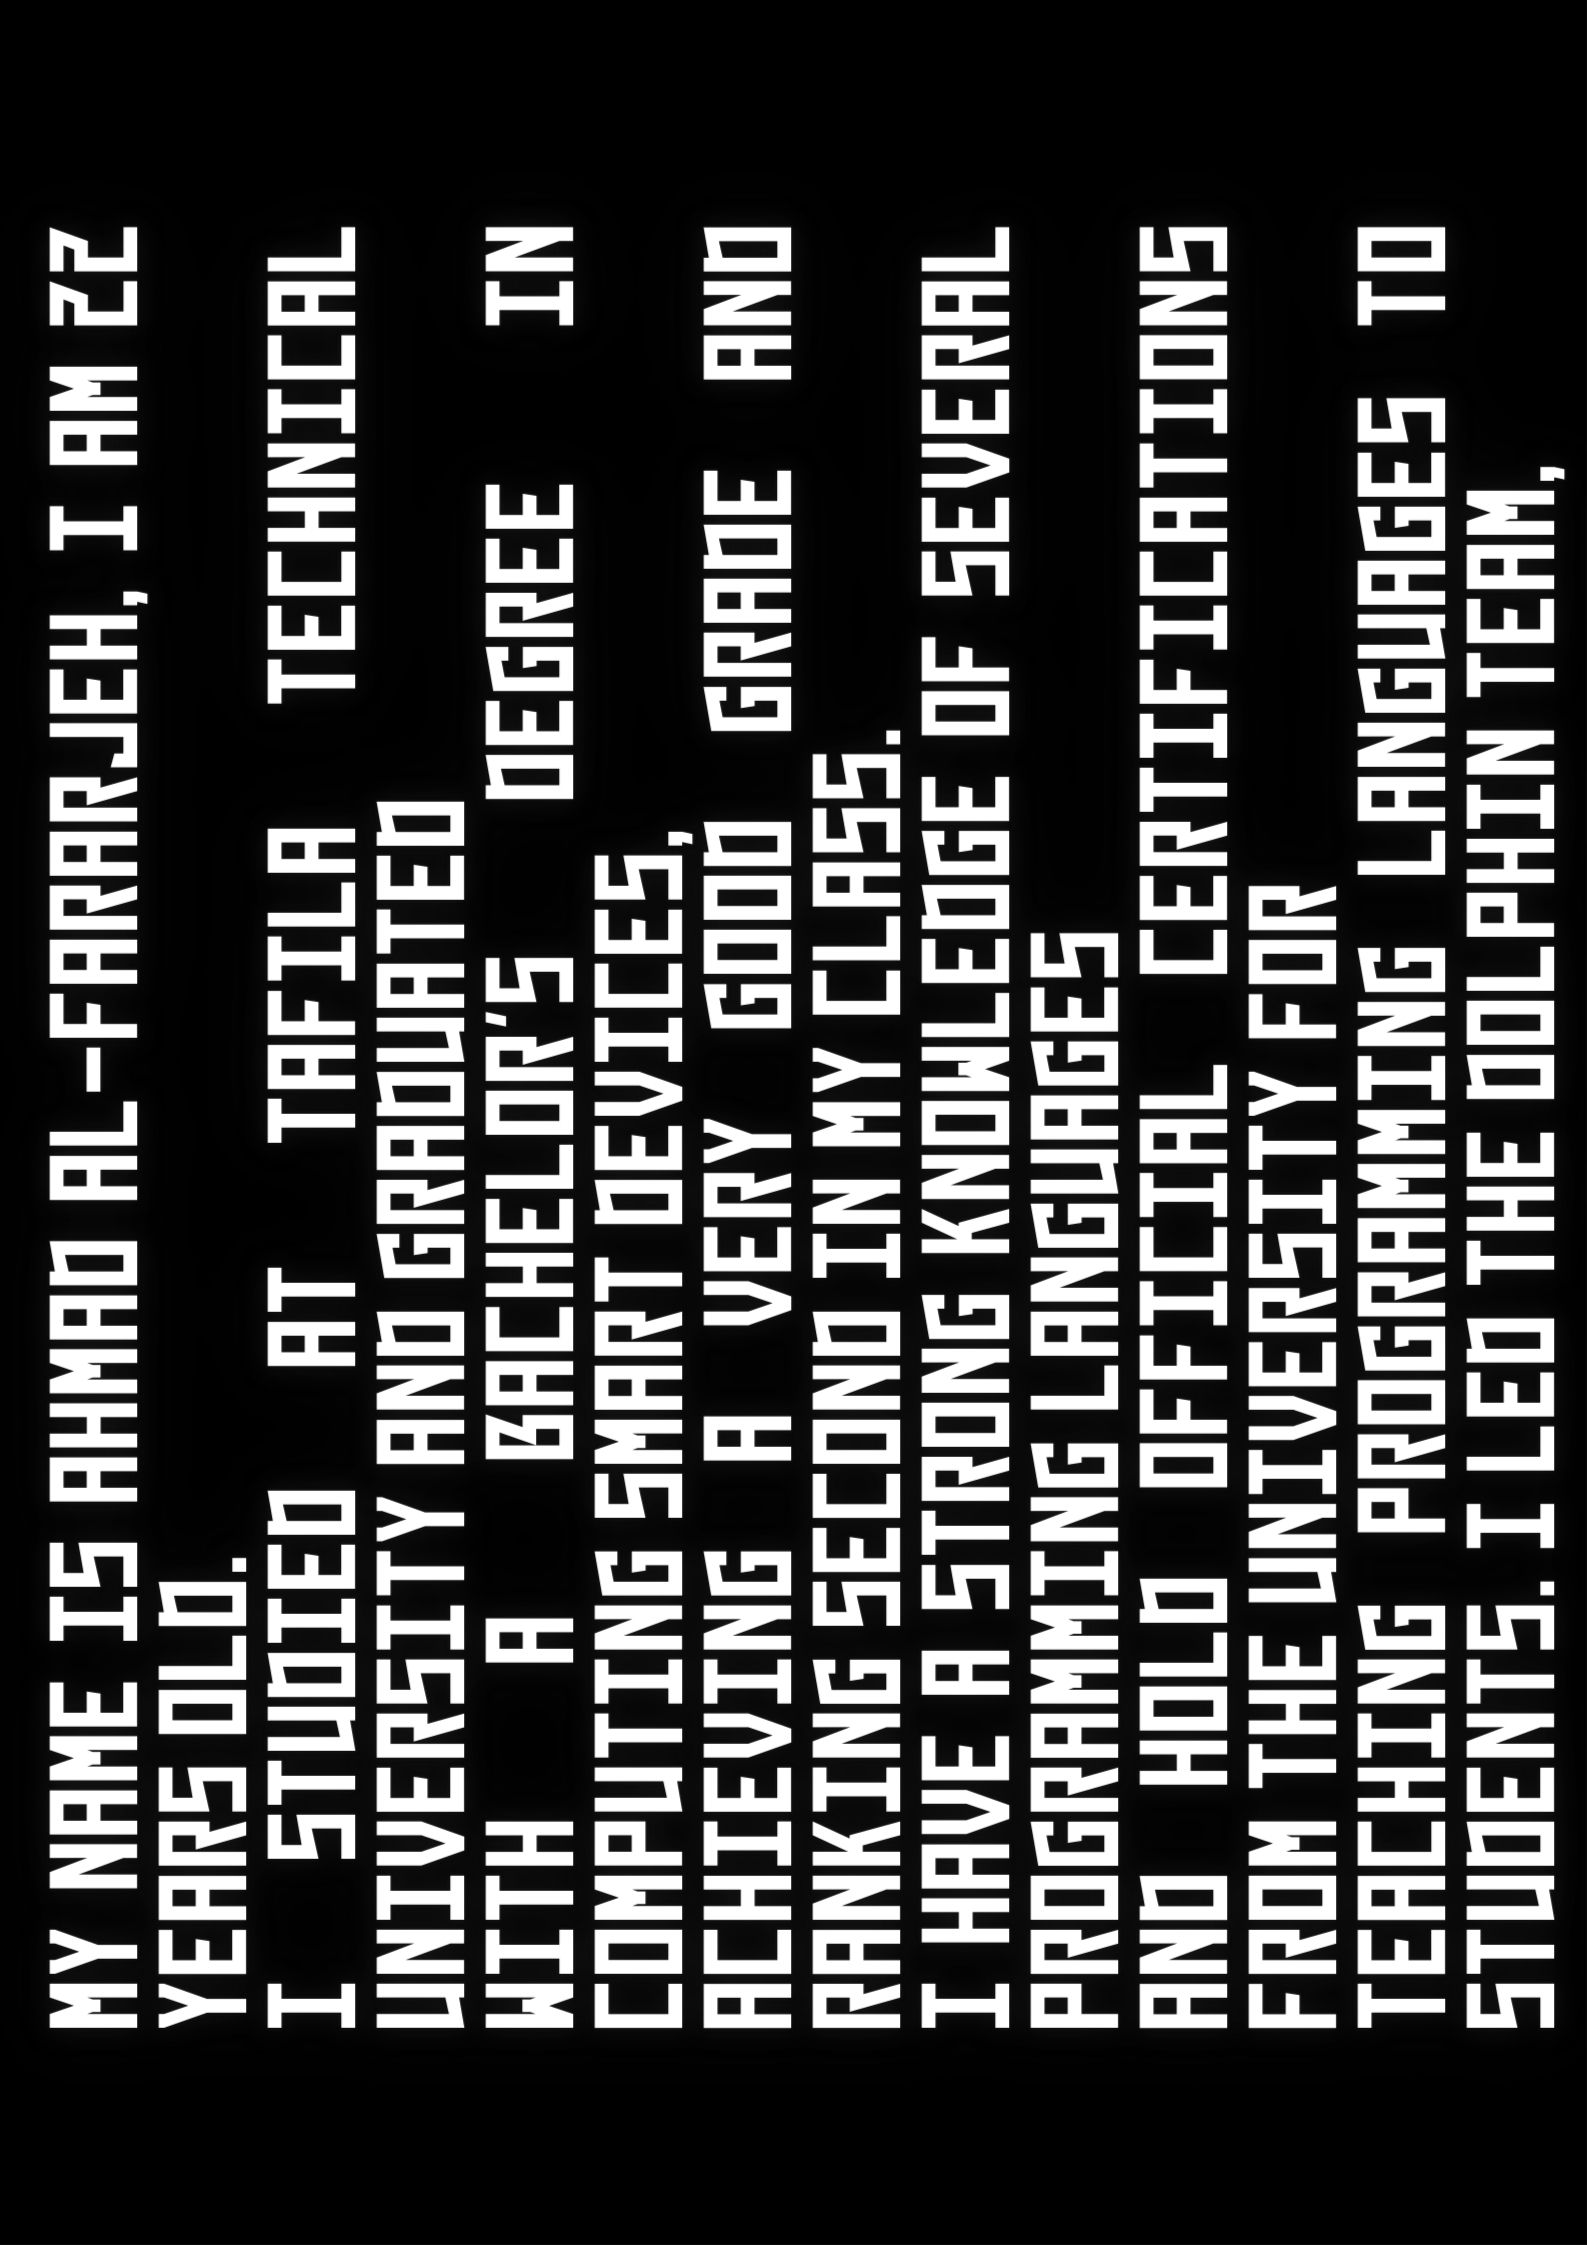 MY NAME IS AHMAD AL-FARARJEH, I AM 22
YEARS OLD.
I STUDIED AT TAFILA TECHNICAL
UNIVERSITY AND GRADUATED
WITH A BACHELOR'S DEGREE IN
COMPUTING SMART DEVICES,
ACHIEVING A VERY GOOD GRADE AND
RANKING SECOND IN MY CLASS.
I HAVE A STRONG KNOWLEDGE OF SEVERAL
PROGRAMMING LANGUAGES
AND HOLD OFFICIAL CERTIFICATIONS
FROM THE UNIVERSITY FOR
TEACHING PROGRAMMING LANGUAGES TO
STUDENTS. I LED THE DOLPHIN TEAM,